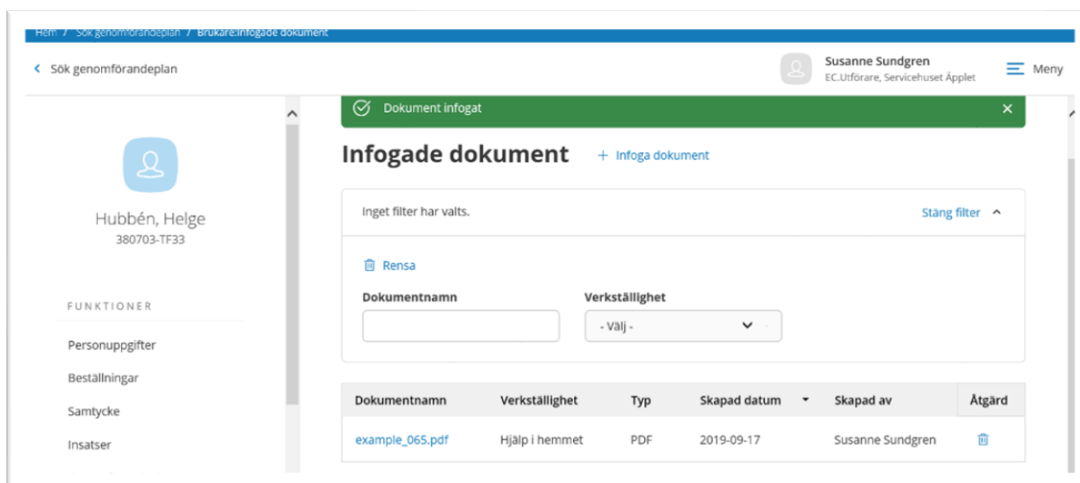 Hem / Sök genomförandeplan / Brukare:Infogade dokument
Sök genomförandeplan
Susanne Sundgren
EC.Utförare, Servicehuset Äpplet
Meny
Dokument infogat
Infogade dokument + Infoga dokument
Hubbén, Helge
380703-TF33
Inget filter har valts.
Stäng filter
Rensa
Dokumentnamn Verkställighet
- Välj -
FUNKTIONER
Personuppgifter
Beställningar
Samtycke
Insatser
Dokumentnamn Verkställighet Typ Skapad datum Skapad av Åtgärd
example_065.pdf Hjälp i hemmet PDF 2019-09-17 Susanne Sundgren